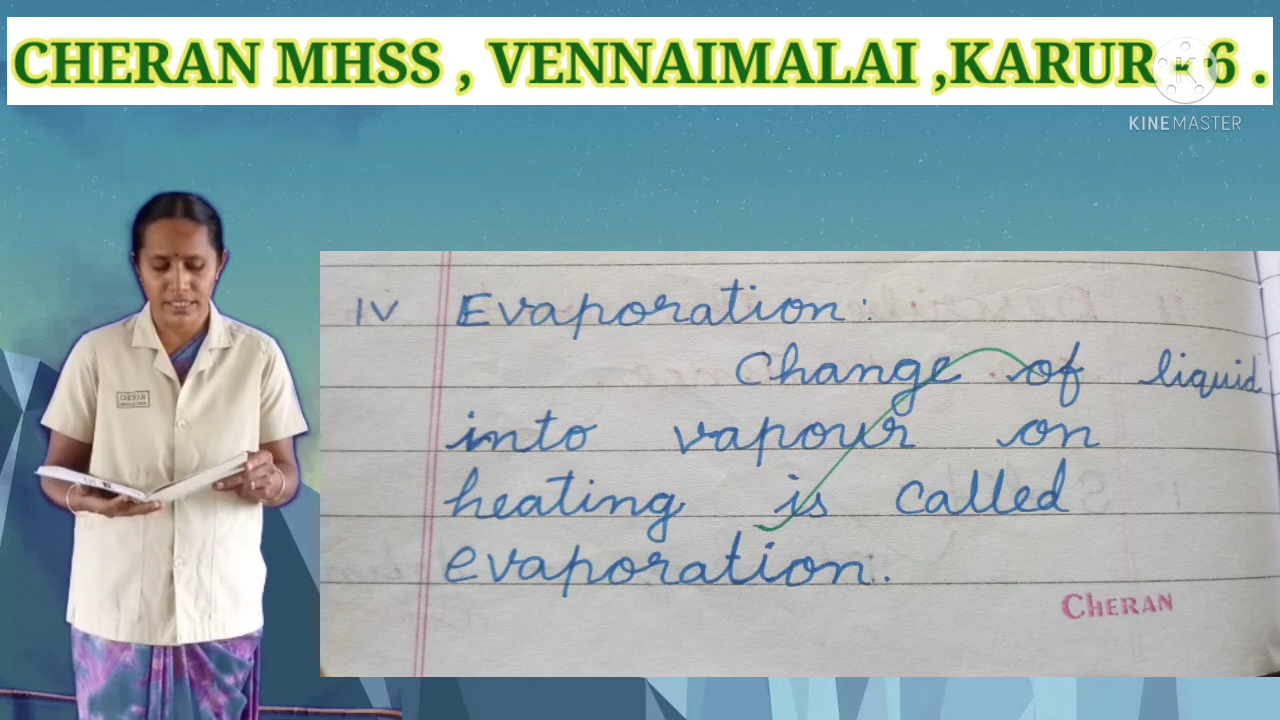 CHERAN MHSS , VENNAIMALAI ,KARUR - 6 .
K
KINEMASTER
CHERAN
iv Evaporation:
Change of liquid
into vapour on
heating is called
evaporation.
CHERAN